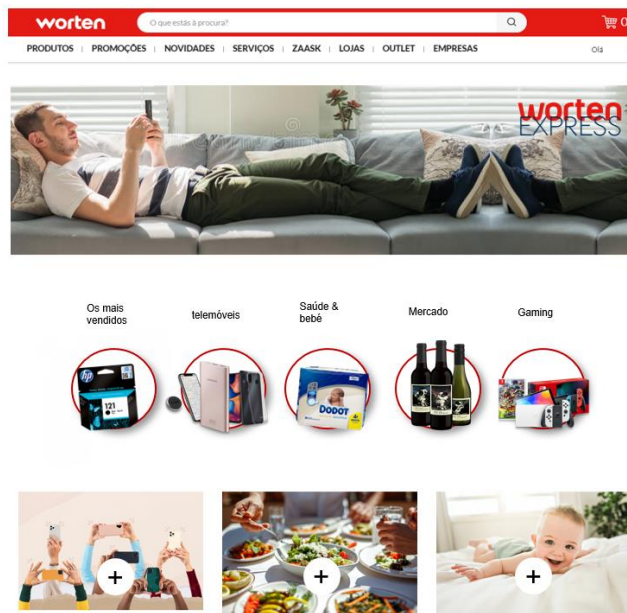 worten
O que estás à procura?
0
PRODUTOS | PROMOÇÕES | NOVIDADES | SERVIÇOS | ZAASK | LOJAS | OUTLET | EMPRESAS
Olá
worten
EXPRESS
Os mais
vendidos
telemóveis
Saúde &
bebé
Mercado
Gaming
hp
121
DODOT